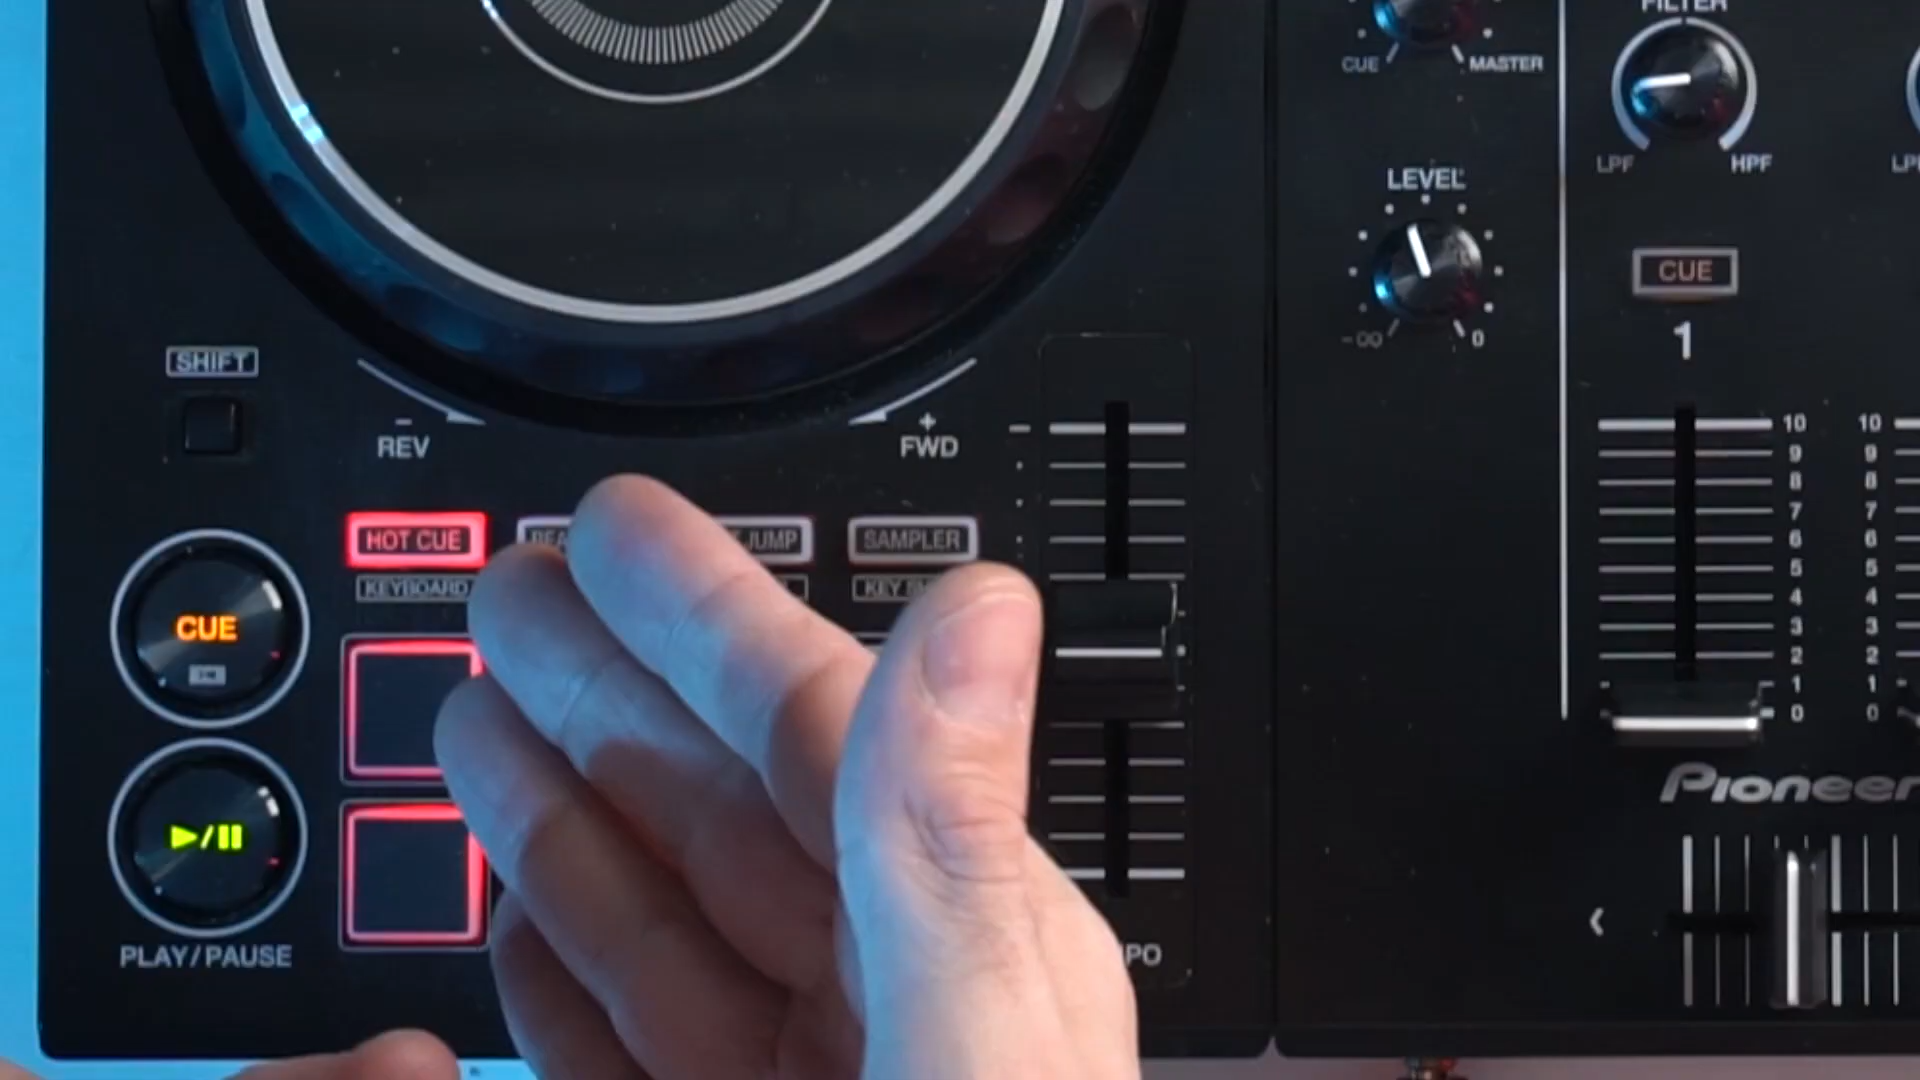 FILTER
CUE MASTER
LPF HPF
LEVEL
-∞ 0
CUE
1
SHIFT
- REV
+ FWD
HOT CUE
JUMP
SAMPLER
KEYBOARD
KEY
CUE
10 10
9 9
8 8
7 7
6 6
5 5
4 4
3 3
2 2
1 1
0 0
Pioneer
PLAY/PAUSE